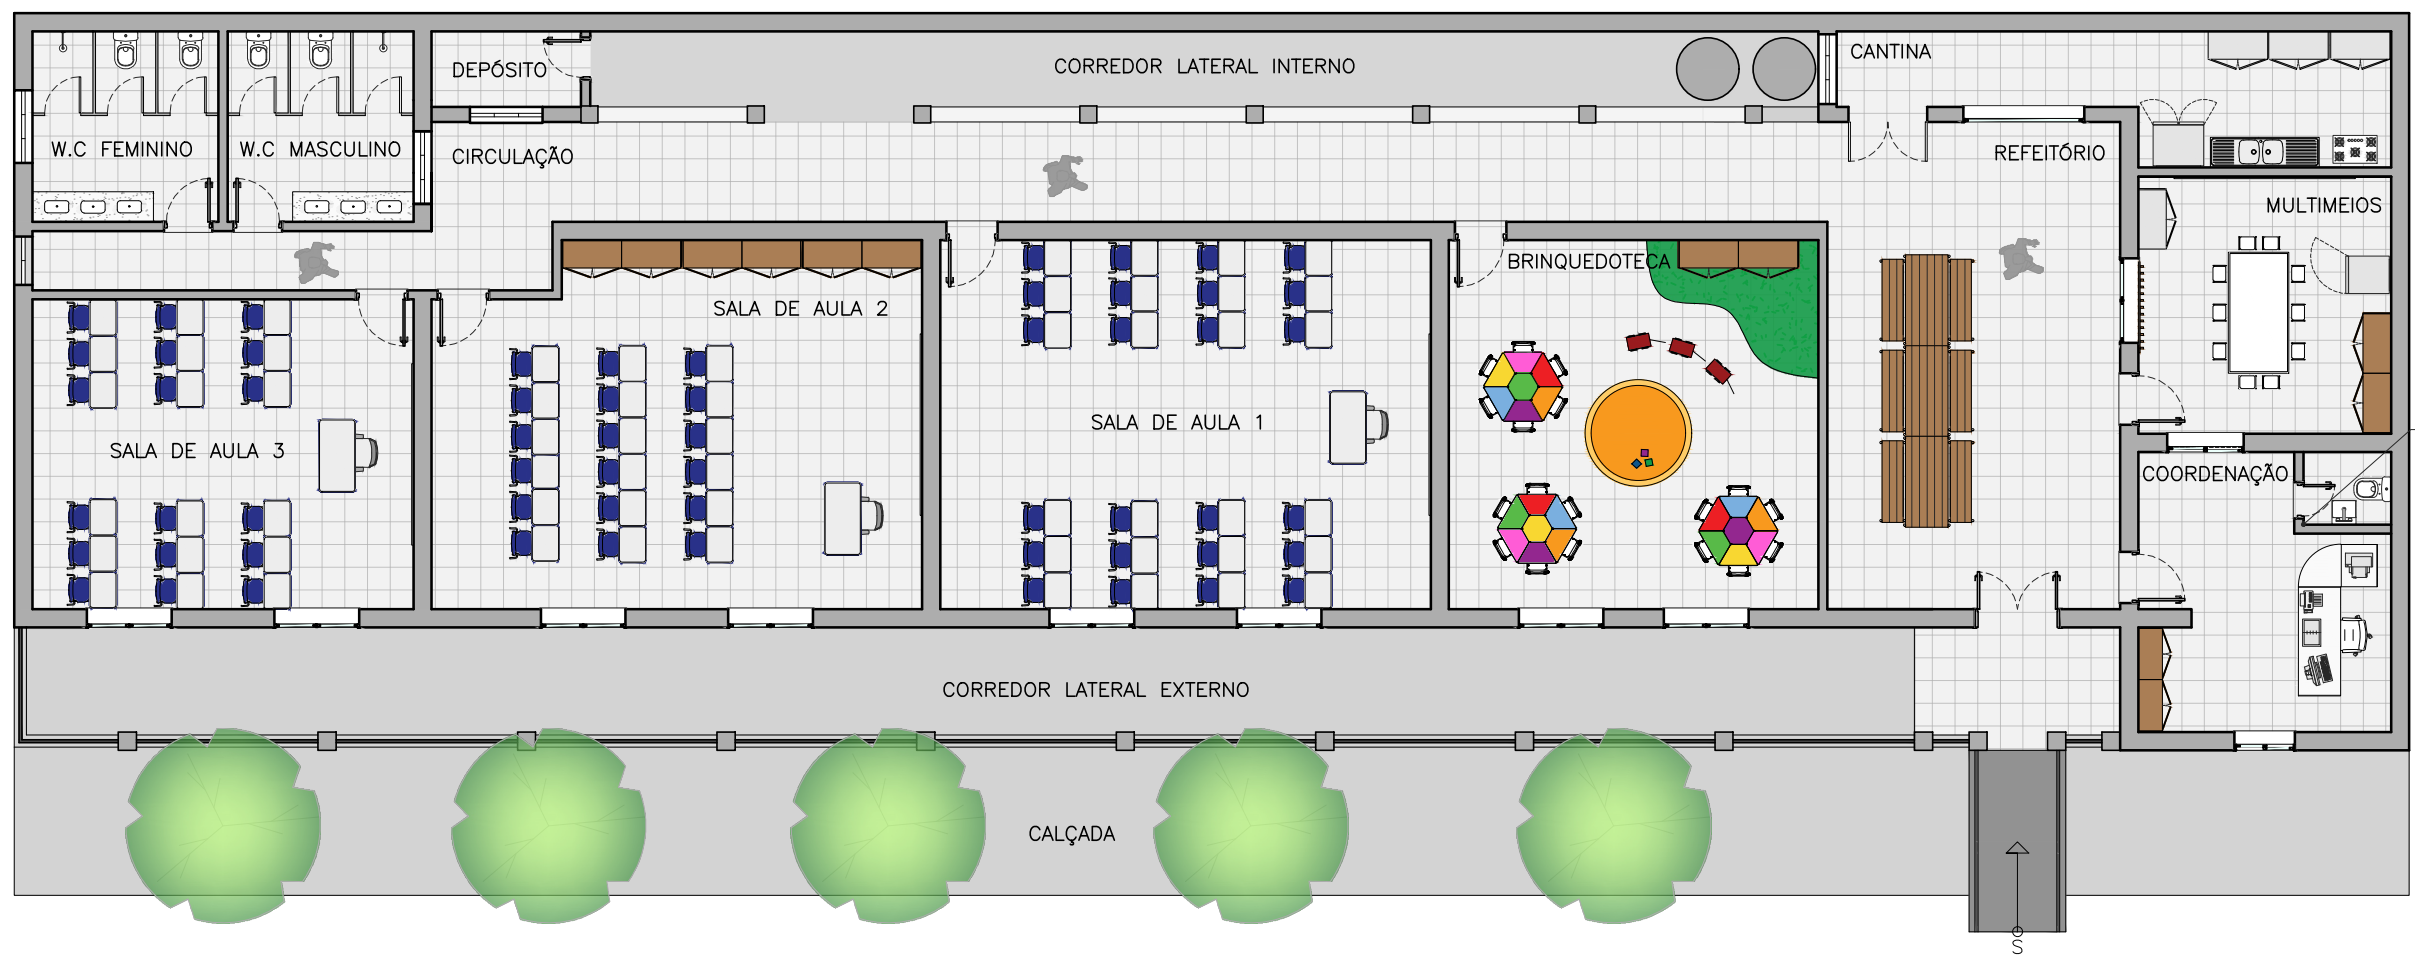 CORREDOR LATERAL INTERNO
CANTINA
DEPÓSITO
W.C FEMININO
W.C MASCULINO
CIRCULAÇÃO
REFEITÓRIO
MULTIMEIOS
BRINQUEDOTECA
SALA DE AULA 2
SALA DE AULA 1
SALA DE AULA 3
COORDENAÇÃO
CORREDOR LATERAL EXTERNO
CALÇADA
S